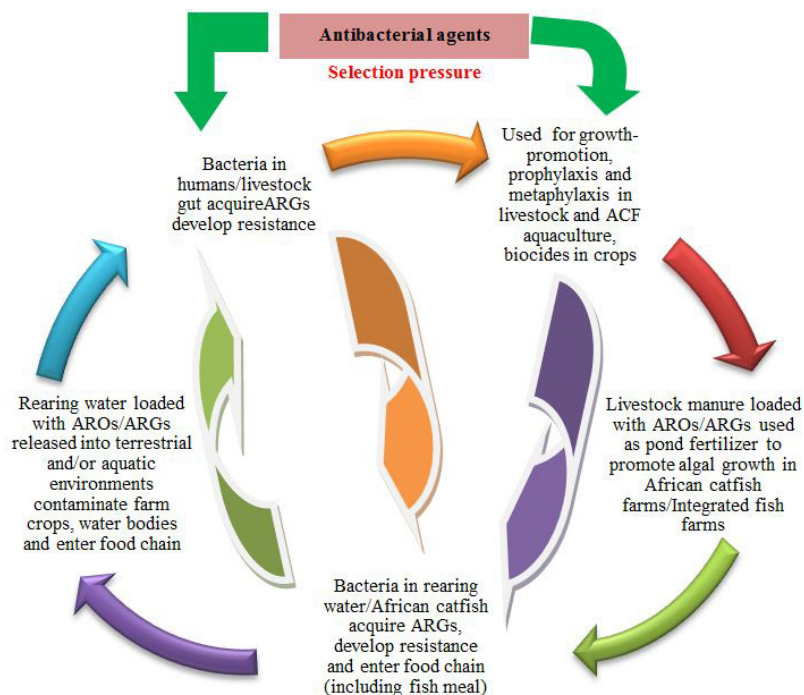 Antibacterial agents
Selection pressure
Bacteria in
humans/livestock
gut acquireARGs
develop resistance
Used for growth-
promotion,
prophylaxis and
metaphylaxis in
livestock and ACF
aquaculture,
biocides in crops
Rearing water loaded
with AROs/ARGs
released into terrestrial
and/or aquatic
environments
contaminate farm
crops, water bodies
and enter food chain
Livestock manure loaded
with AROs/ARGs used
as pond fertilizer to
promote algal growth in
African catfish
farms/Integrated fish
farms
Bacteria in rearing
water/African catfish
acquire ARGs,
develop resistance
and enter food chain
(including fish meal)